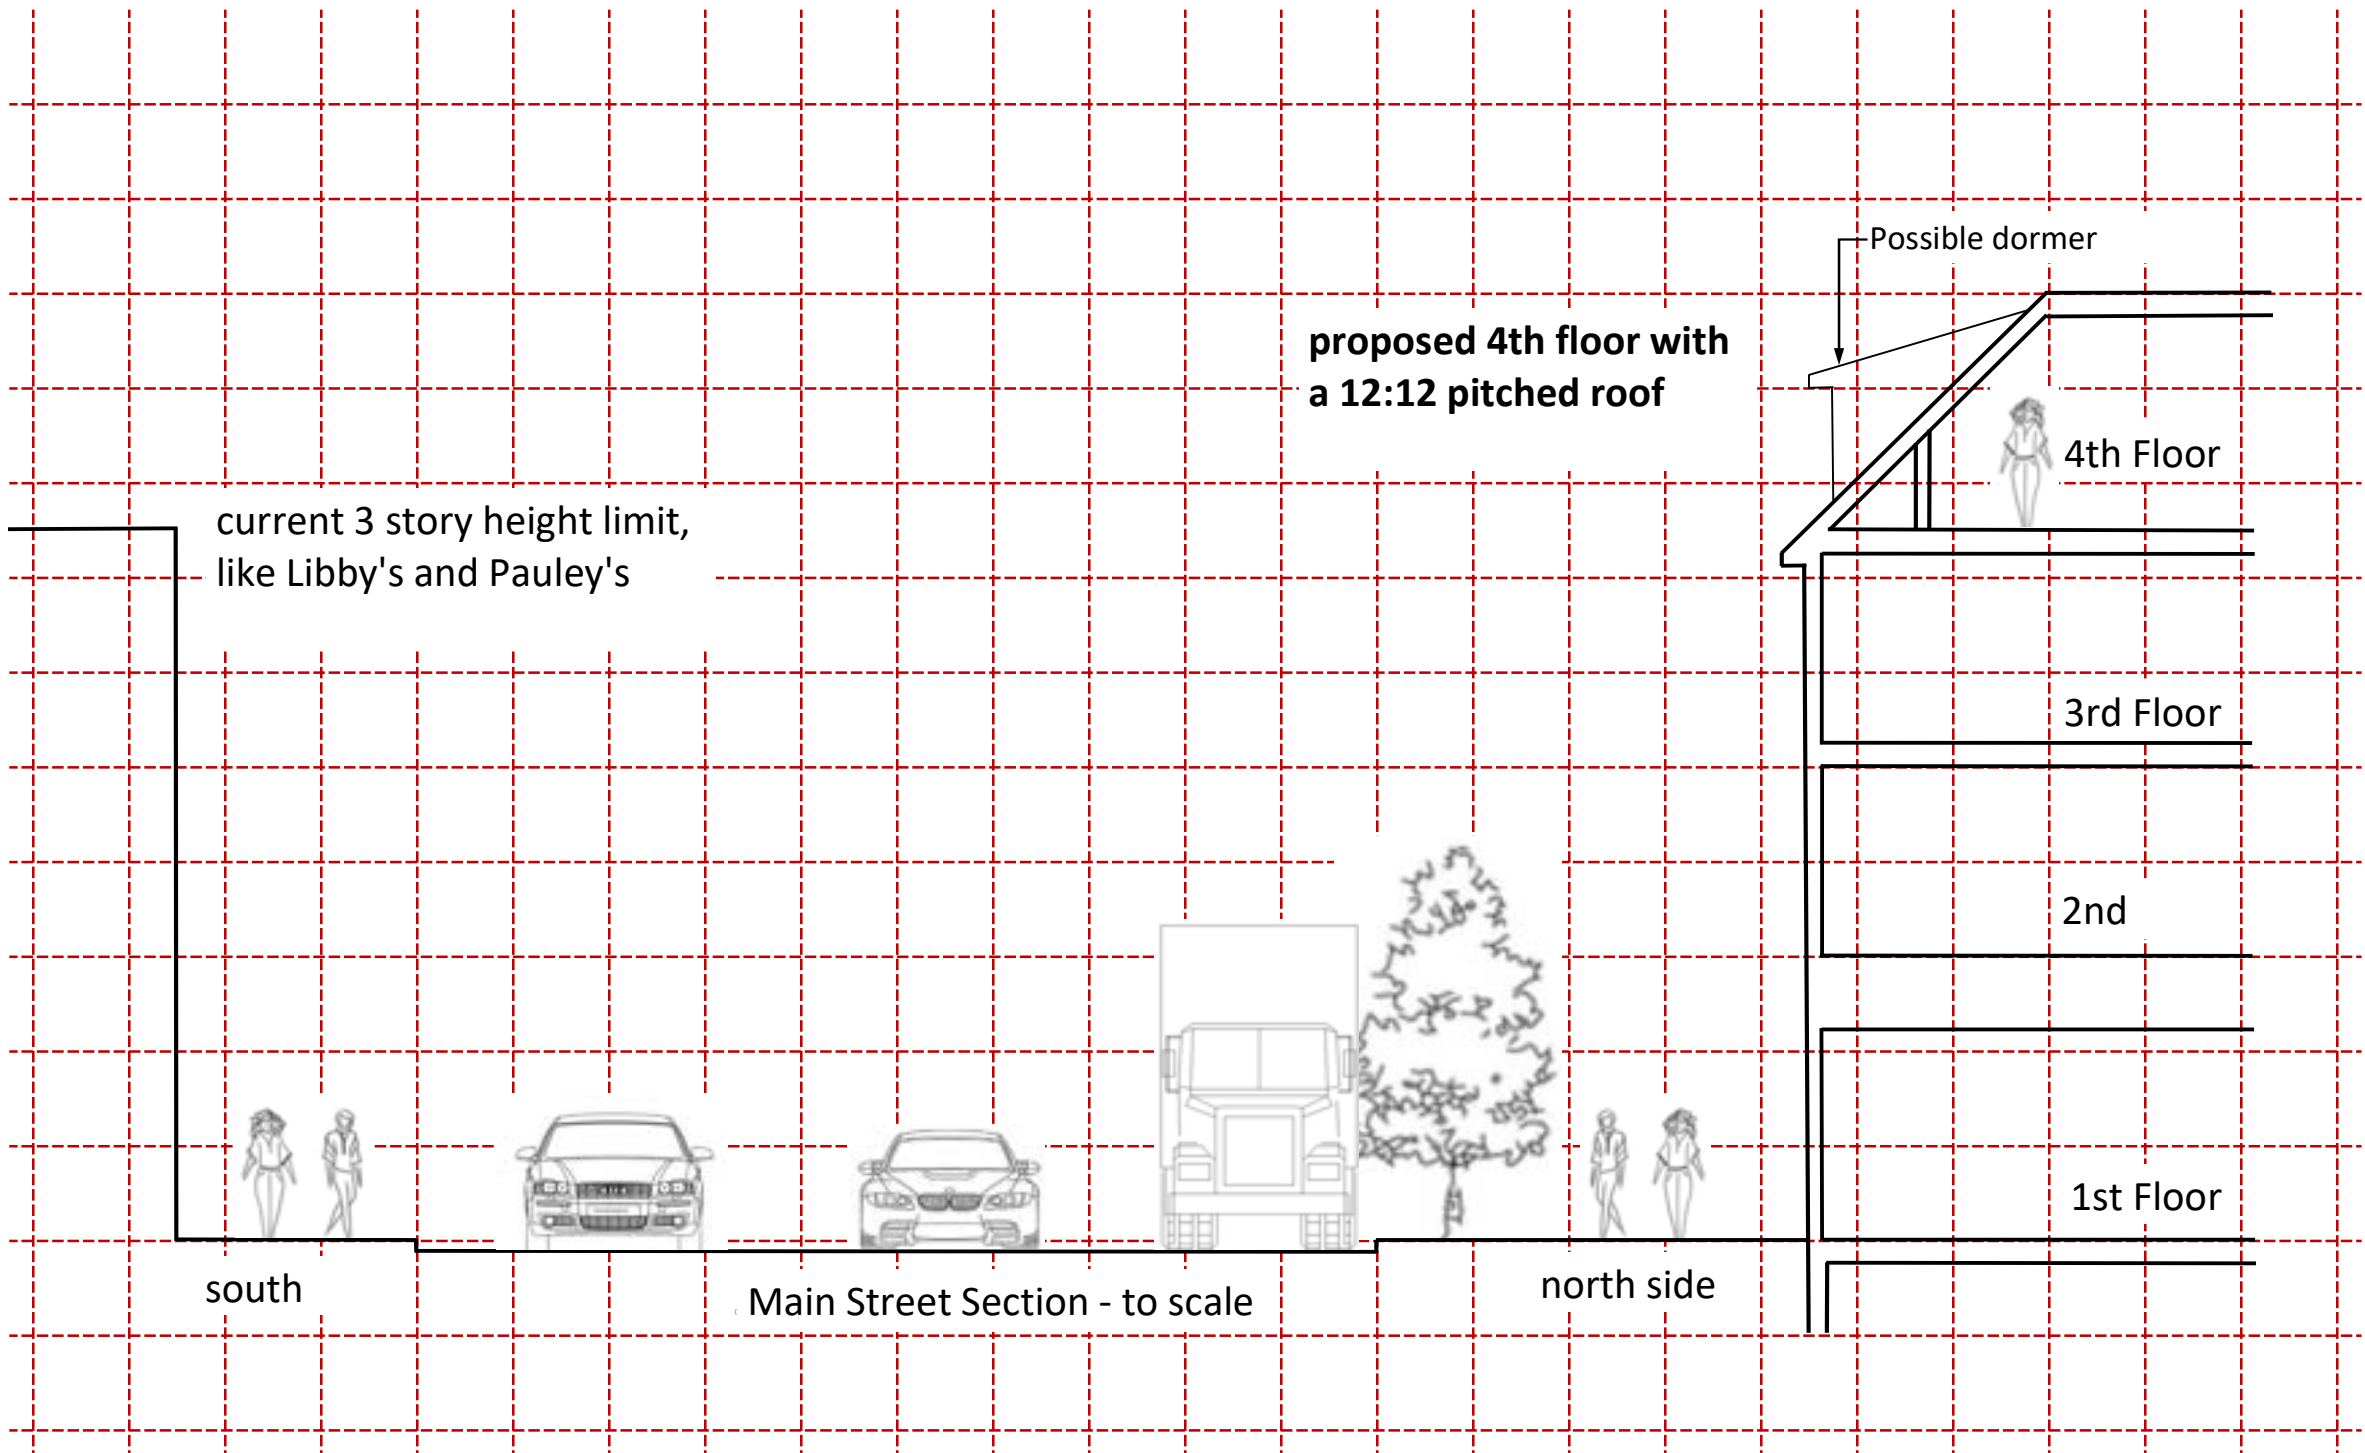 Possible dormer
proposed 4th floor with
a 12:12 pitched roof
4th Floor
current 3 story height limit,
like Libby's and Pauley's
3rd Floor
2nd
1st Floor
south
Main Street Section - to scale
north side